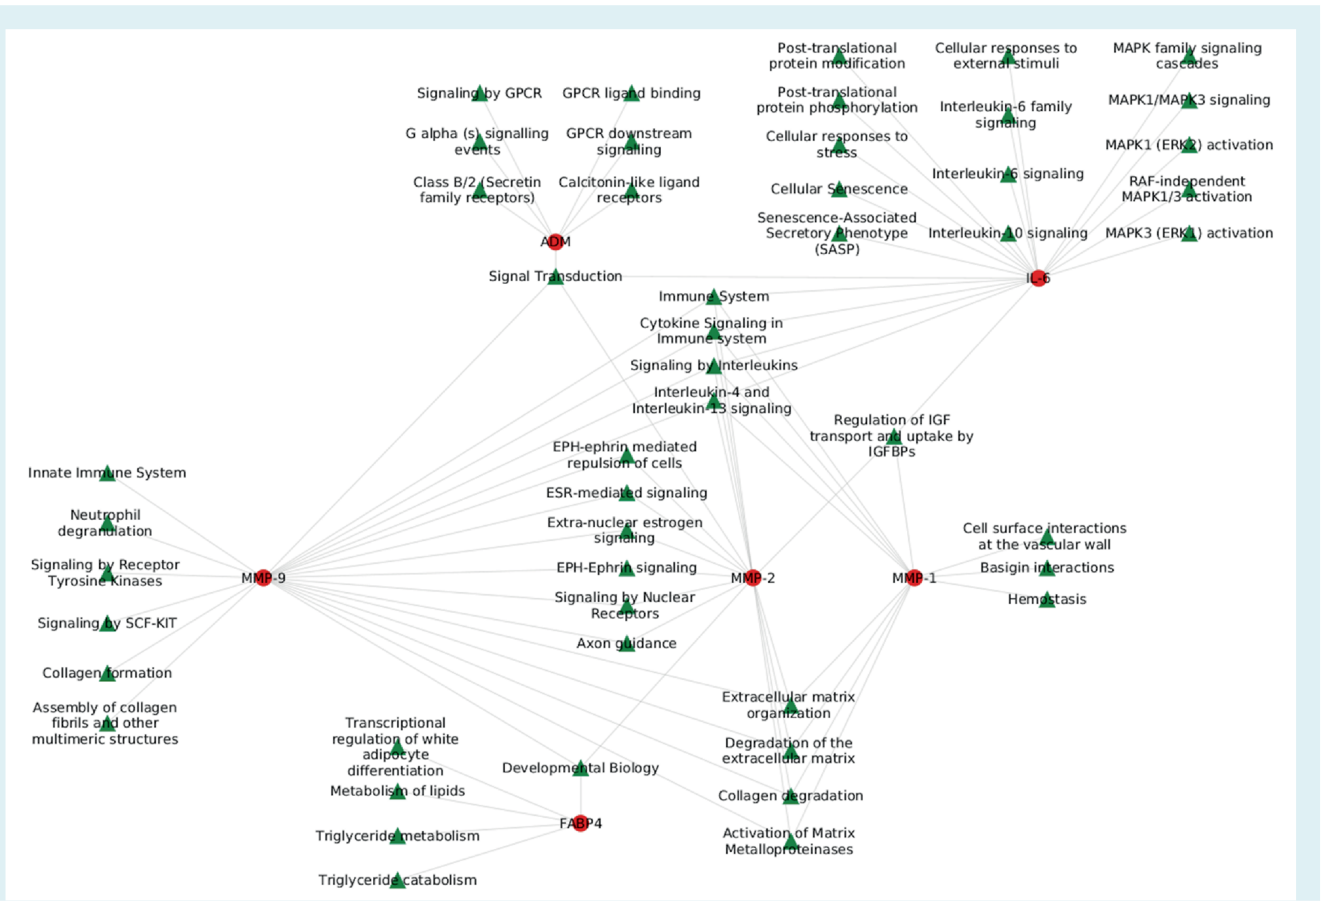 Post-translational
protein modification
Cellular responses to
external stimuli
MAPK family signaling
cascades
Signaling by GPCR
GPCR ligand binding
Post-translational
protein phosphorylation
Interleukin-6 family
signaling
MAPK1/MAPK3 signaling
G alpha (s) signalling
events
GPCR downstream
signalling
Cellular responses to
stress
MAPK1 (ERK2) activation
Class B/2 (Secretin
family receptors)
Calcitonin-like ligand
receptors
Cellular Senescence
Interleukin-6 signaling
RAF-independent
MAPK1/3 activation
Senescence-Associated
Secretory Phenotype
(SASP)
Interleukin-10 signaling
MAPK3 (ERK1) activation
ADM
Signal Transduction
IL-6
Immune System
Cytokine Signaling in
Immune system
Signaling by Interleukins
Interleukin-4 and
Interleukin-13 signaling
Regulation of IGF
transport and uptake by
IGFBPs
EPH-ephrin mediated
repulsion of cells
Innate Immune System
ESR-mediated signaling
Neutrophil
degranulation
Extra-nuclear estrogen
signaling
Cell surface interactions
at the vascular wall
Signaling by Receptor
Tyrosine Kinases
MMP-9
EPH-Ephrin signaling
MMP-2
MMP-1
Basigin interactions
Signaling by Nuclear
Receptors
Hemostasis
Signaling by SCF-KIT
Axon guidance
Collagen formation
Extracellular matrix
organization
Assembly of collagen
fibrils and other
multimeric structures
Transcriptional
regulation of white
adipocyte
differentiation
Degradation of the
extracellular matrix
Developmental Biology
Metabolism of lipids
Collagen degradation
FABP4
Triglyceride metabolism
Activation of Matrix
Metalloproteinases
Triglyceride catabolism